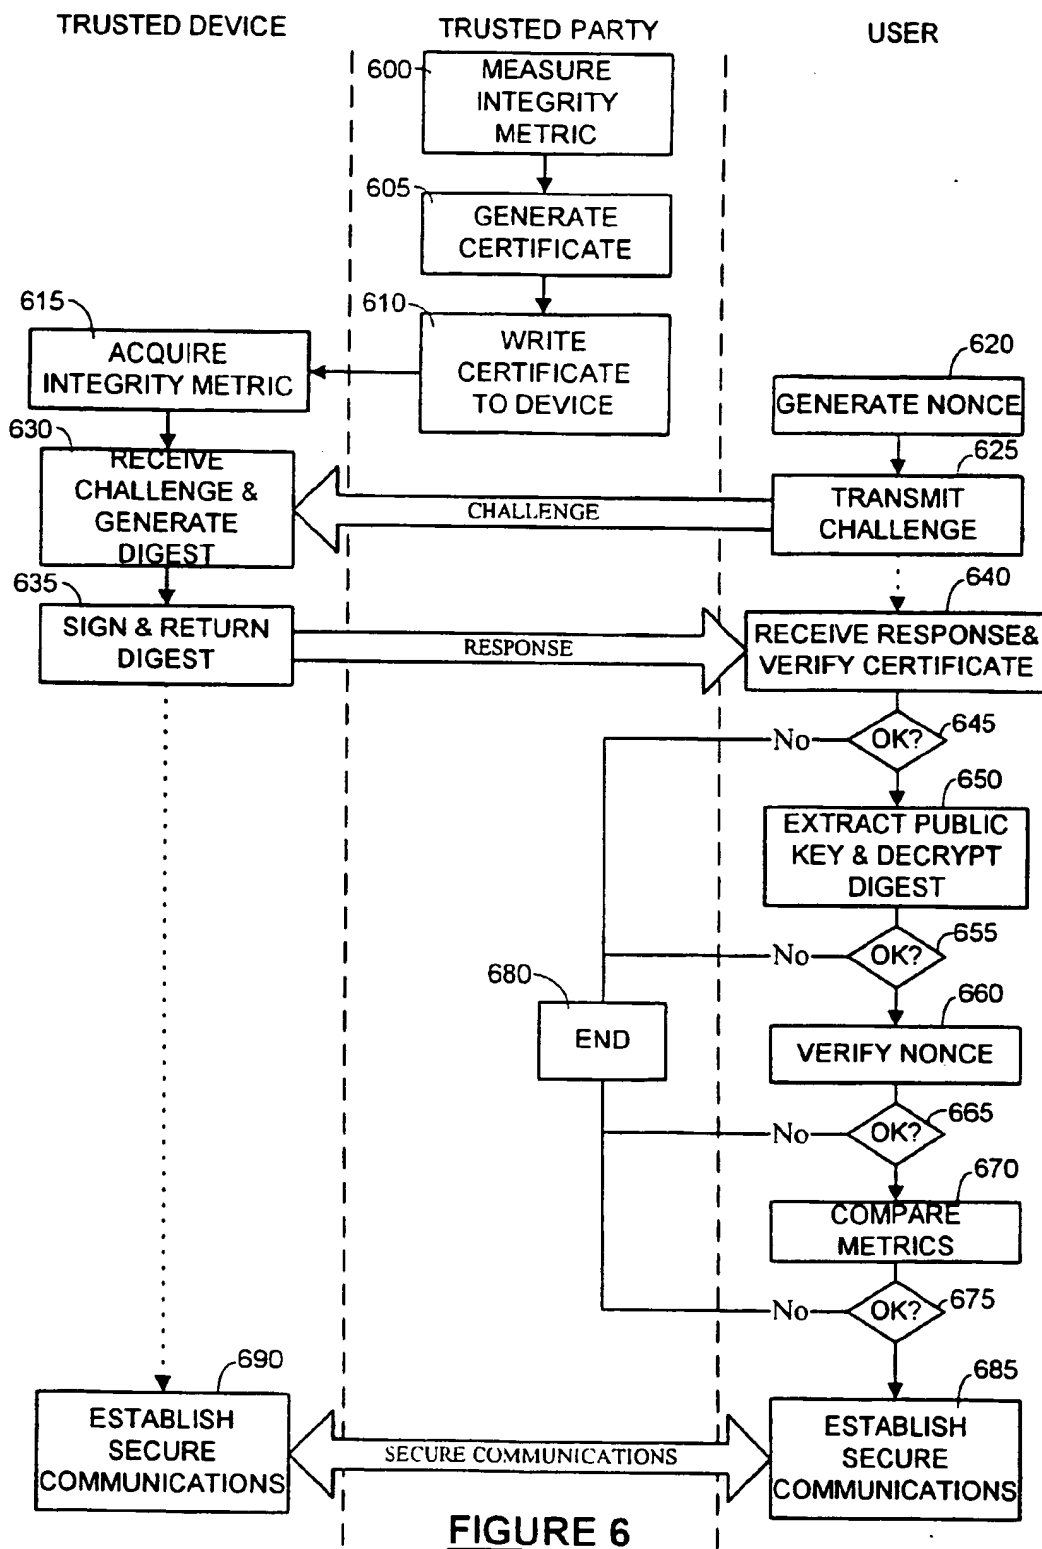 TRUSTED DEVICE
TRUSTED PARTY
USER
600
MEASURE
INTEGRITY
METRIC
605
GENERATE
CERTIFICATE
610
WRITE
CERTIFICATE
TO DEVICE
615
ACQUIRE
INTEGRITY METRIC
620
GENERATE NONCE
625
TRANSMIT
CHALLENGE
CHALLENGE
630
RECEIVE
CHALLENGE &
GENERATE
DIGEST
635
SIGN & RETURN
DIGEST
RESPONSE
640
RECEIVE RESPONSE&
VERIFY CERTIFICATE
645
OK?
No
650
EXTRACT PUBLIC
KEY & DECRYPT
DIGEST
655
OK?
No
680
END
660
VERIFY NONCE
665
OK?
No
670
COMPARE
METRICS
675
OK?
No
690
ESTABLISH
SECURE
COMMUNICATIONS
SECURE COMMUNICATIONS
685
ESTABLISH
SECURE
COMMUNICATIONS
FIGURE 6